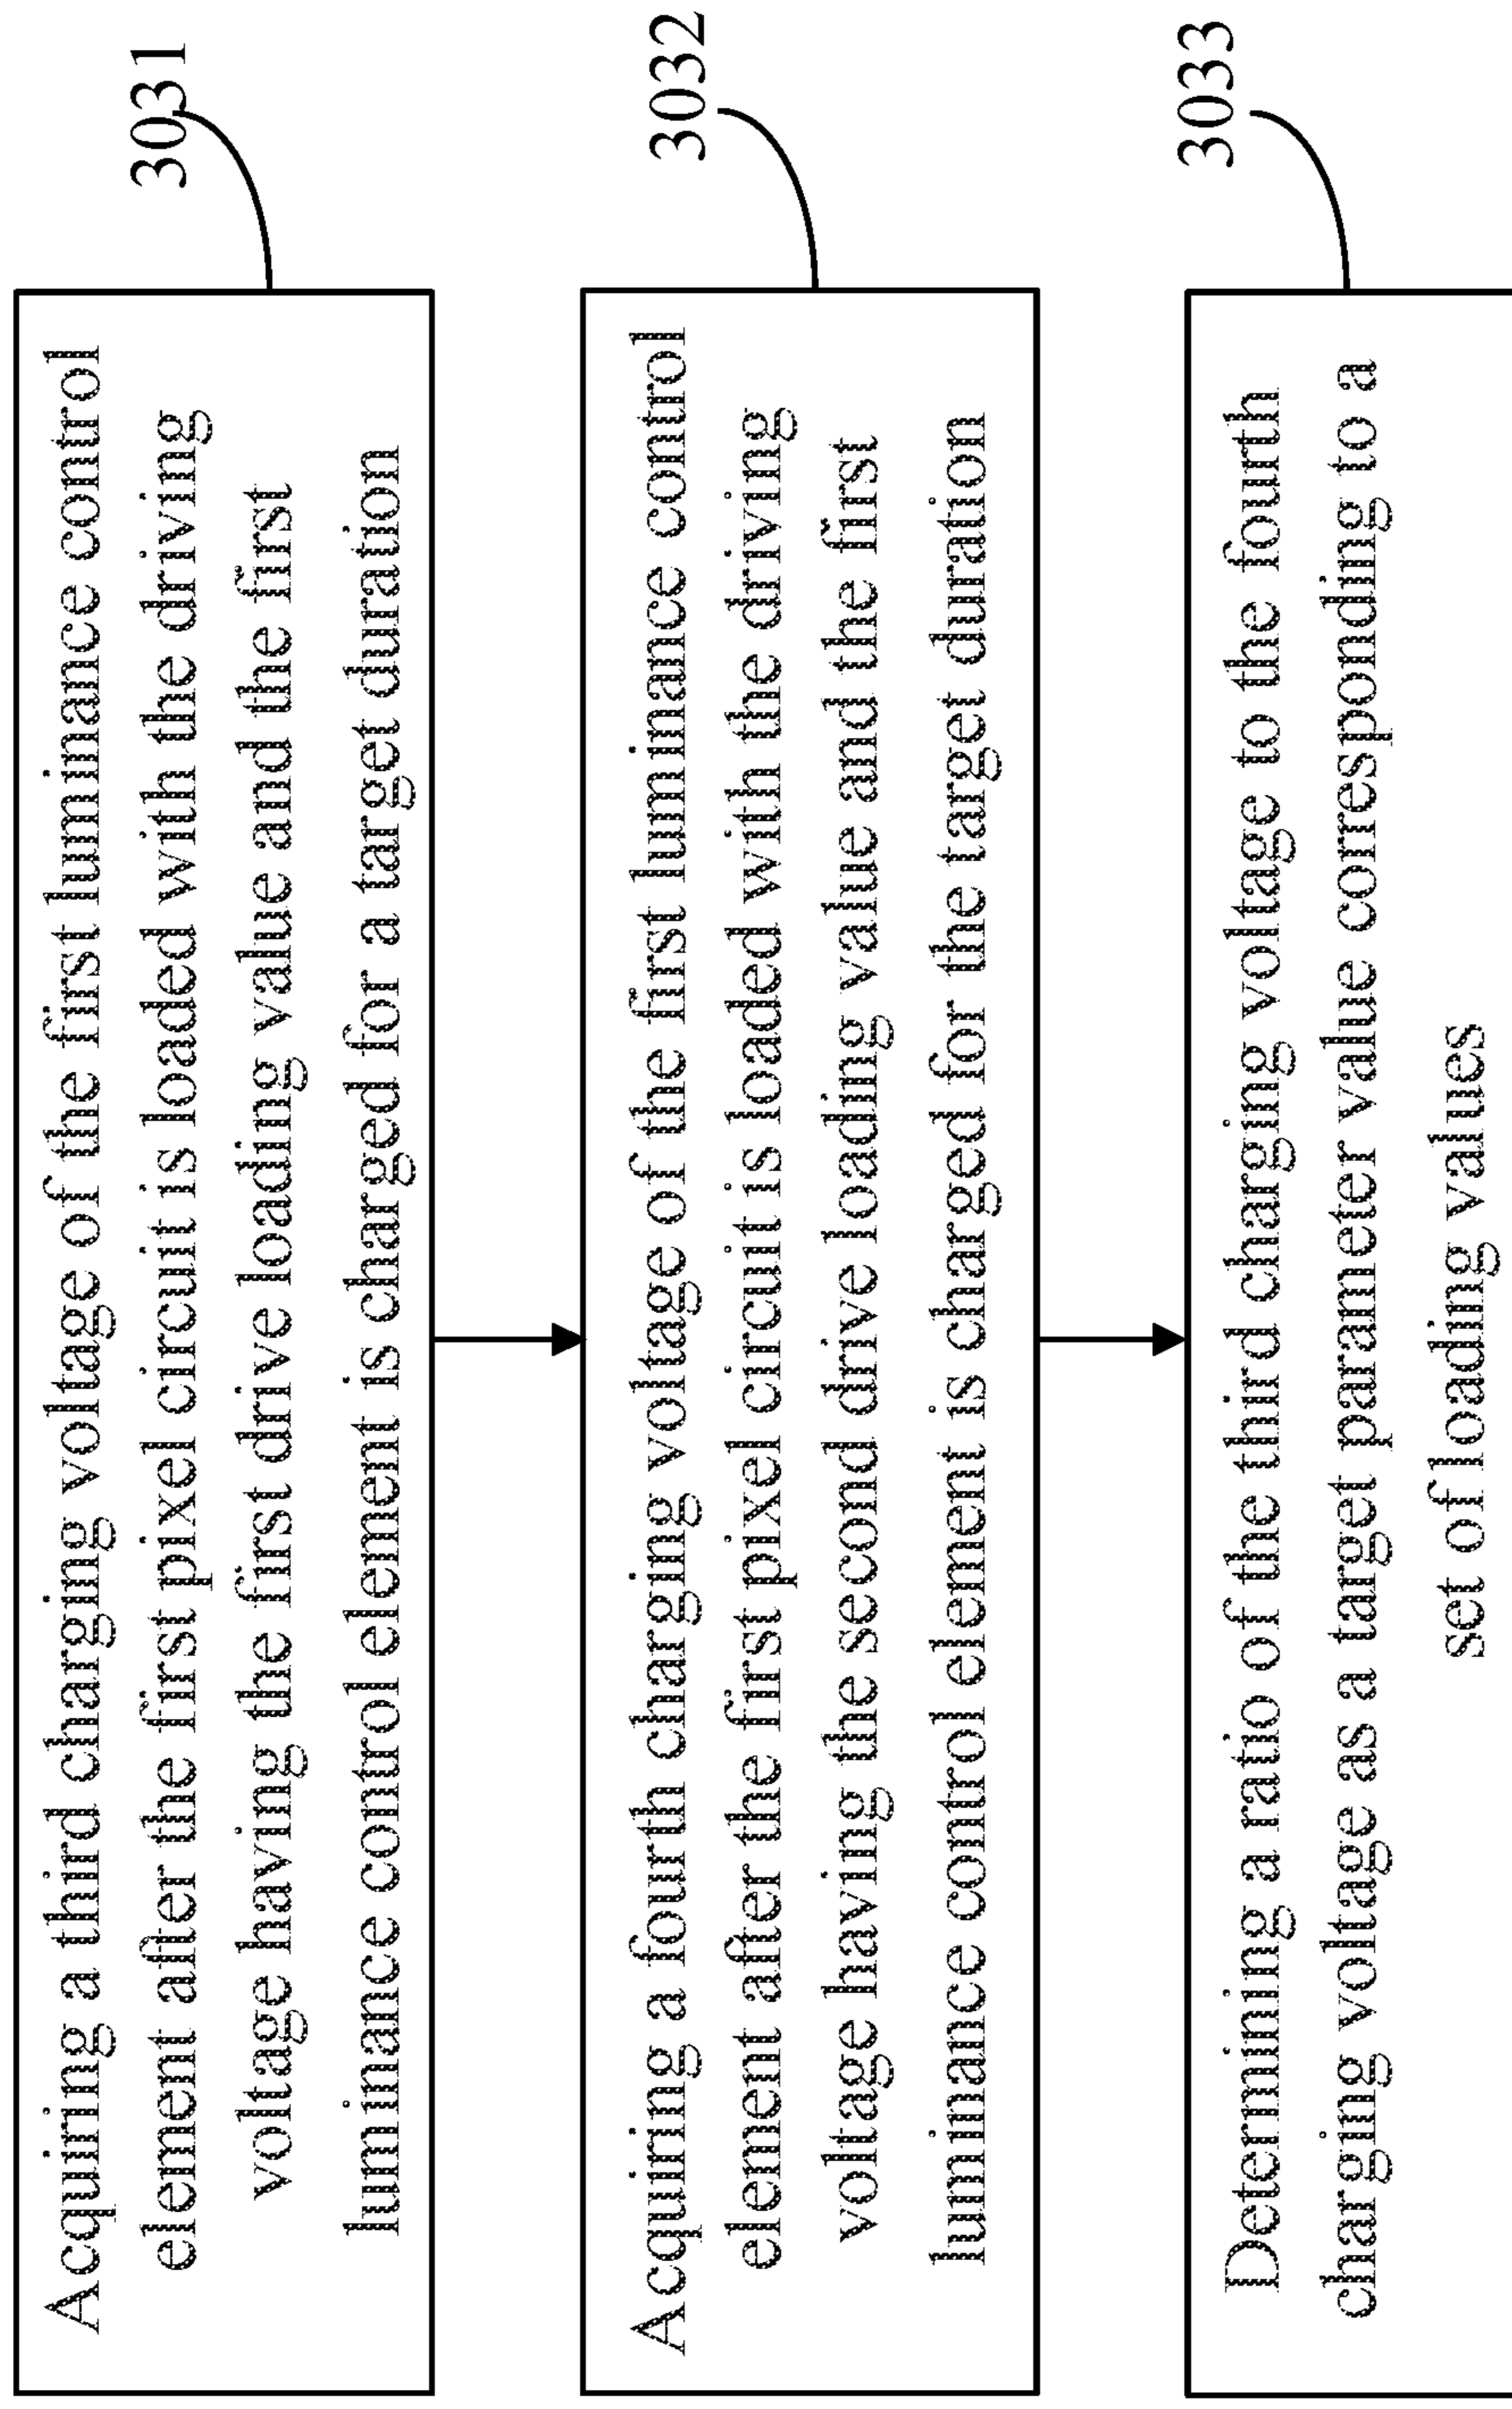 Acquiring a third charging voltage of the first luminance control
element after the first pixel circuit is loaded with the driving
voltage having the first drive loading value and the first
luminance control element is charged for a target duration
3031
Acquiring a fourth charging voltage of the first luminance control
element after the first pixel circuit is loaded with the driving
voltage having the second drive loading value and the first
luminance control element is charged for the target duration
3032
Determining a ratio of the third charging voltage to the fourth
charging voltage as a target parameter value corresponding to a
set of loading values
3033